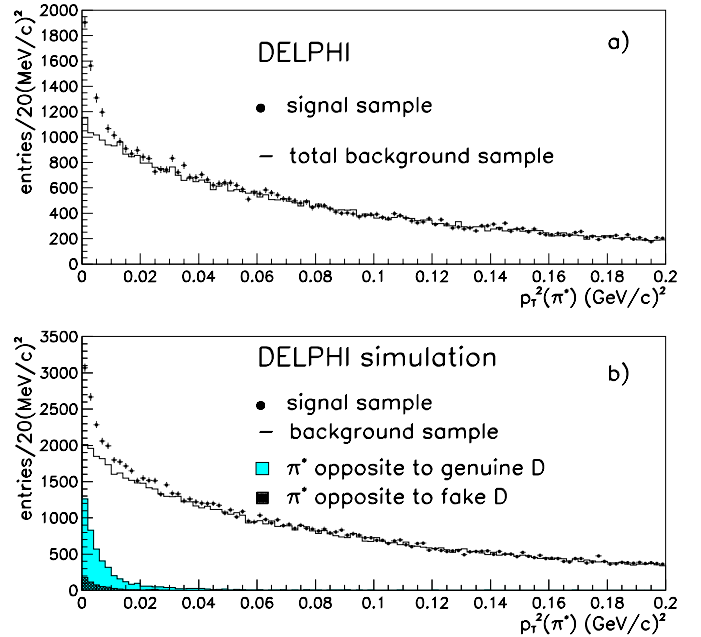 entries/20(MeV/c)²
2000
1800
1600
1400
1200
1000
800
600
400
200
0
DELPHI
a)
signal sample
total background sample
0 0.02 0.04 0.06 0.08 0.1 0.12 0.14 0.16 0.18 0.2
p_T²(π*) (GeV/c)²
entries/20(MeV/c)²
3500
3000
2500
2000
1500
1000
500
0
DELPHI simulation
b)
signal sample
background sample
π* opposite to genuine D
π* opposite to fake D
0 0.02 0.04 0.06 0.08 0.1 0.12 0.14 0.16 0.18 0.2
p_T²(π*) (GeV/c)²